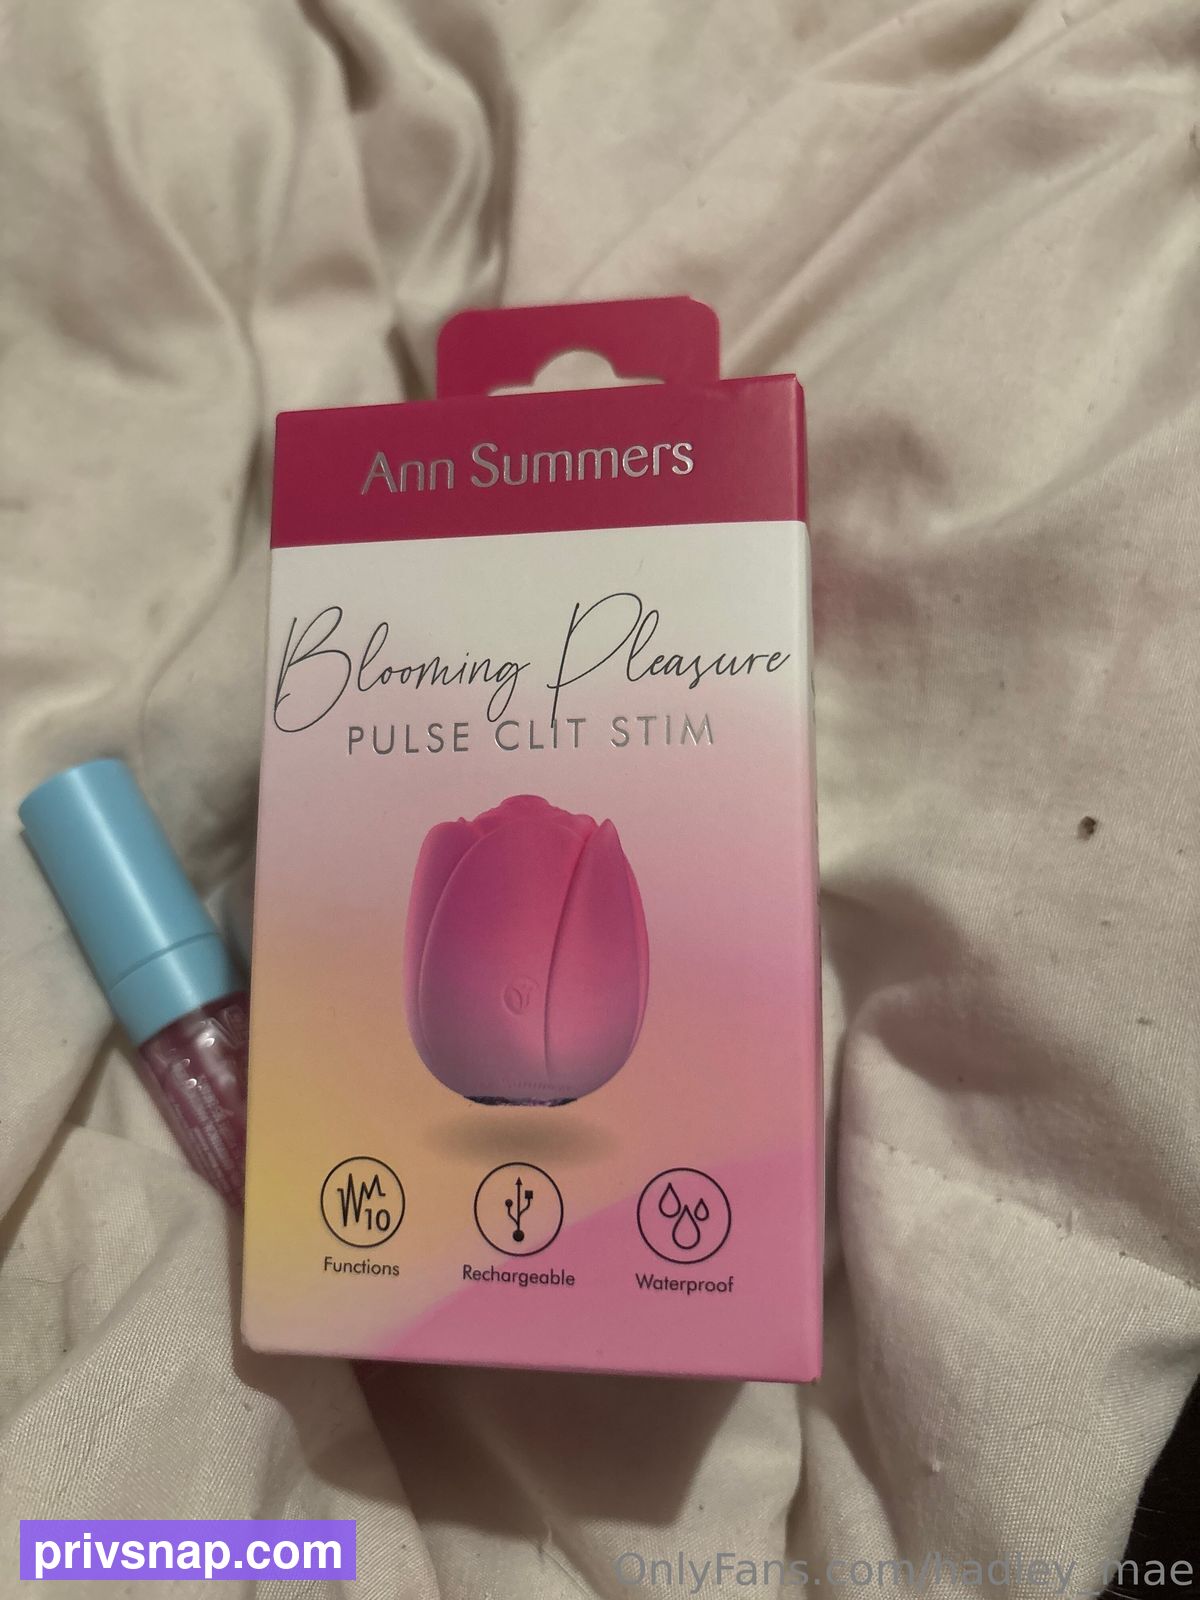 Ann Summers
Blooming Pleasure
PULSE CLIT STIM
10
Functions
Rechargeable
Waterproof
privsnap.com
OnlyFans.com/hadley_mae